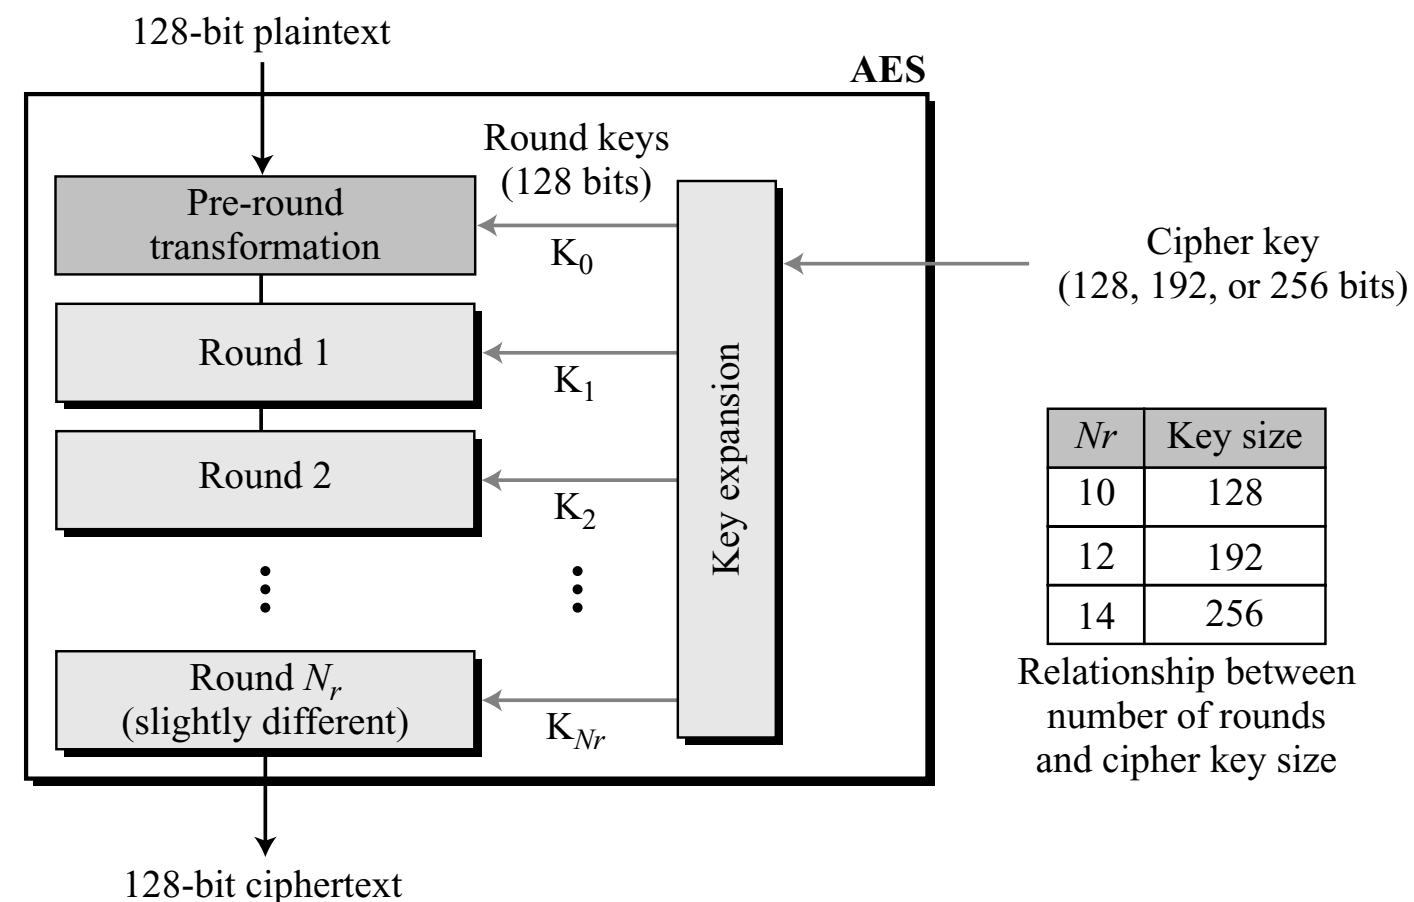 128-bit plaintext
AES
Round keys
(128 bits)
Pre-round
transformation
K0
Cipher key
(128, 192, or 256 bits)
Round 1
K1
Key expansion
Round 2
K2
Round Nr
(slightly different)
KNr
Nr Key size
10 128
12 192
14 256
Relationship between
number of rounds
and cipher key size
128-bit ciphertext